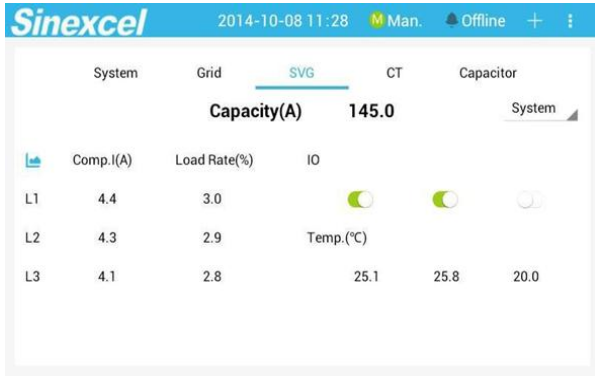 Sinexcel 2014-10-08 11:28 M Man. Offline
System Grid SVG CT Capacitor
Capacity(A) 145.0 System
Comp.I(A) Load Rate(%) IO
L1 4.4 3.0
L2 4.3 2.9 Temp.(℃)
L3 4.1 2.8 25.1 25.8 20.0